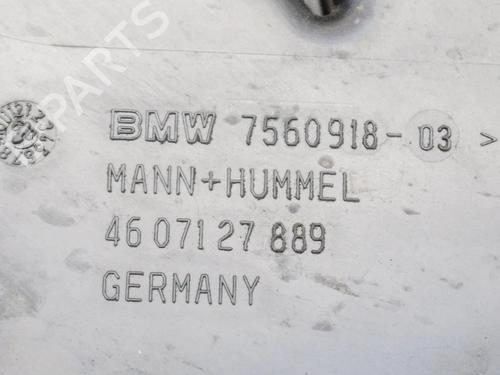 BMW 7560918-03 >
MANN+HUMMEL
46 071 27 889
GERMANY